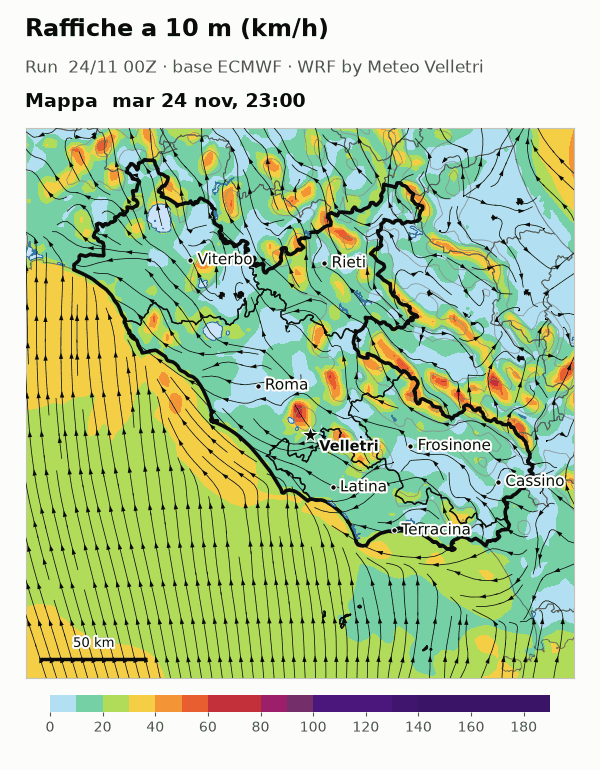 Raffiche a 10 m (km/h)
Run 24/11 00Z · base ECMWF · WRF by Meteo Velletri
Mappa mar 24 nov, 23:00
Viterbo
Rieti
Roma
Velletri
Frosinone
Cassino
Latina
Terracina
50 km
0 20 40 60 80 100 120 140 160 180